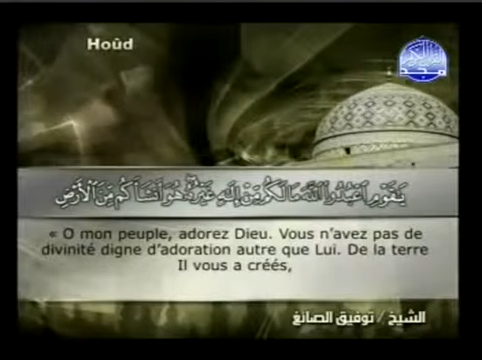 Houd
يَٰقَوْمِ ٱعْبُدُوا۟ ٱللَّهَ مَا لَكُم مِّنْ إِلَٰهٍ غَيْرُهُۥ ۖ هُوَ أَنشَأَكُم مِّنَ ٱلْأَرْضِ
« O mon peuple, adorez Dieu. Vous n’avez pas de
divinité digne d’adoration autre que Lui. De la terre
Il vous a créés,
الشيخ / توفيق الصائغ